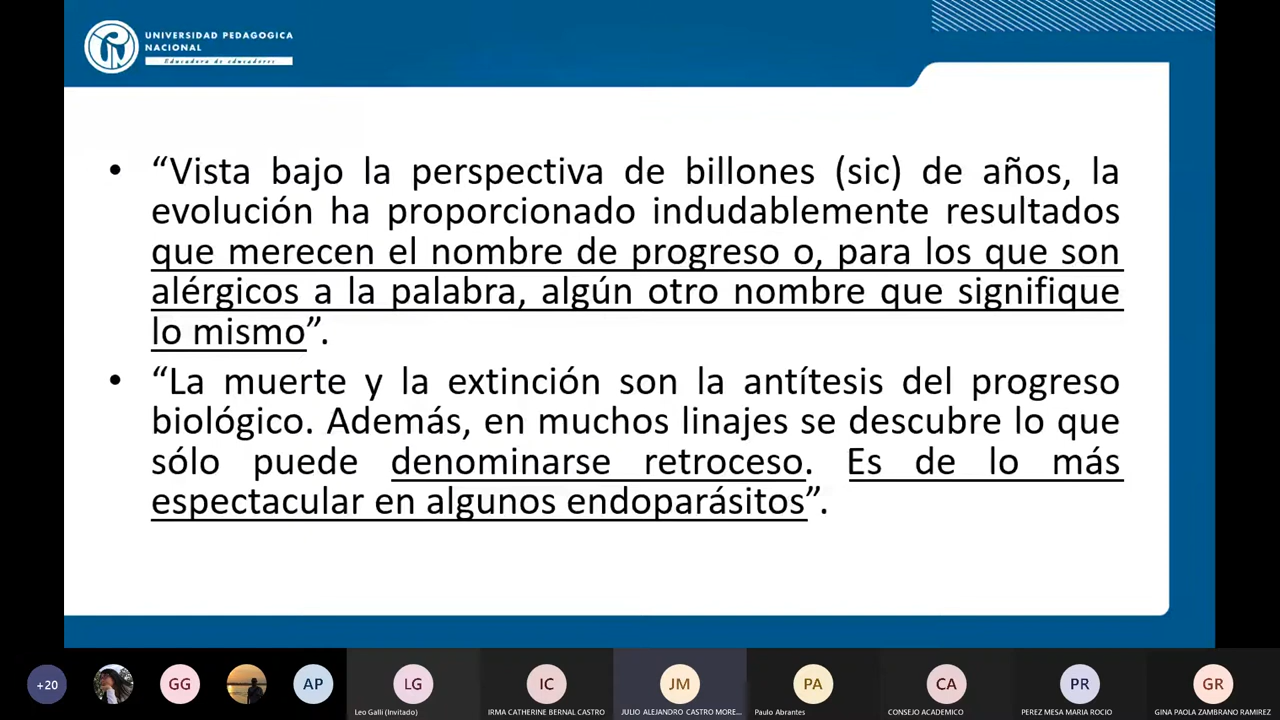 UNIVERSIDAD PEDAGOGICA
NACIONAL
Educadora de educadores
• “Vista bajo la perspectiva de billones (sic) de años, la
evolución ha proporcionado indudablemente resultados
que merecen el nombre de progreso o, para los que son
alérgicos a la palabra, algún otro nombre que signifique
lo mismo”.
• “La muerte y la extinción son la antítesis del progreso
biológico. Además, en muchos linajes se descubre lo que
sólo puede denominarse retroceso. Es de lo más
espectacular en algunos endoparásitos”.
+20 GG AP LG IC JM PA CA PR GR
Leo Galli (Invitado) IRMA CATHERINE BERNAL CASTRO JULIO ALEJANDRO CASTRO MORE... Paulo Abrantes CONSEJO ACADEMICO PEREZ MESA MARIA ROCIO GINA PAOLA ZAMBRANO RAMIREZ